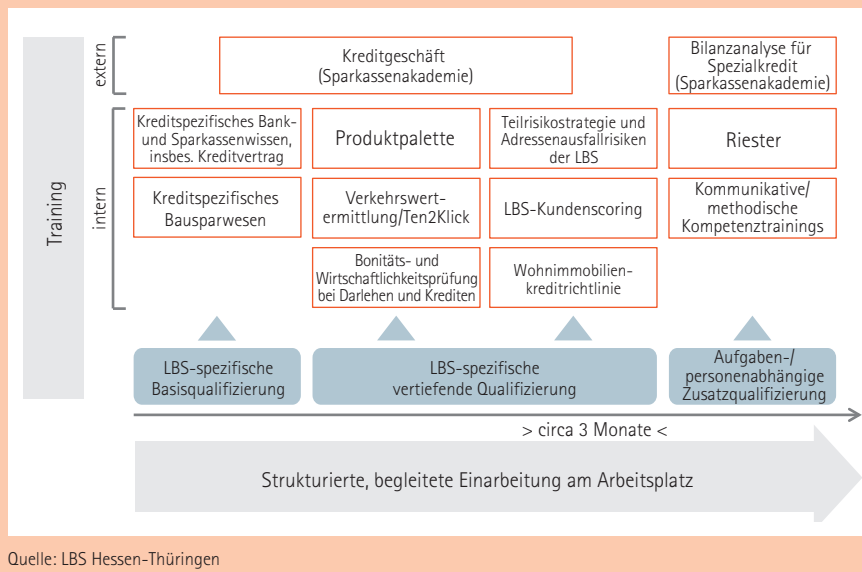 Training
extern
intern
Kreditgeschäft
(Sparkassenakademie)
Bilanzanalyse für
Spezialkredit
(Sparkassenakademie)
Kreditspezifisches Bank-
und Sparkassenwissen,
insbes. Kreditvertrag
Produktpalette
Teilrisikostrategie und
Adressenausfallrisiken
der LBS
Riester
Kreditspezifisches
Bausparwesen
Verkehrswert-
ermittlung/Ten2Klick
LBS-Kundenscoring
Kommunikative/
methodische
Kompetenztrainings
Bonitäts- und
Wirtschaftlichkeitsprüfung
bei Darlehen und Krediten
Wohnimmobilien-
kreditrichtlinie
LBS-spezifische
Basisqualifizierung
LBS-spezifische
vertiefende Qualifizierung
Aufgaben-/
personenabhängige
Zusatzqualifizierung
> circa 3 Monate <
Strukturierte, begleitete Einarbeitung am Arbeitsplatz
Quelle: LBS Hessen-Thüringen